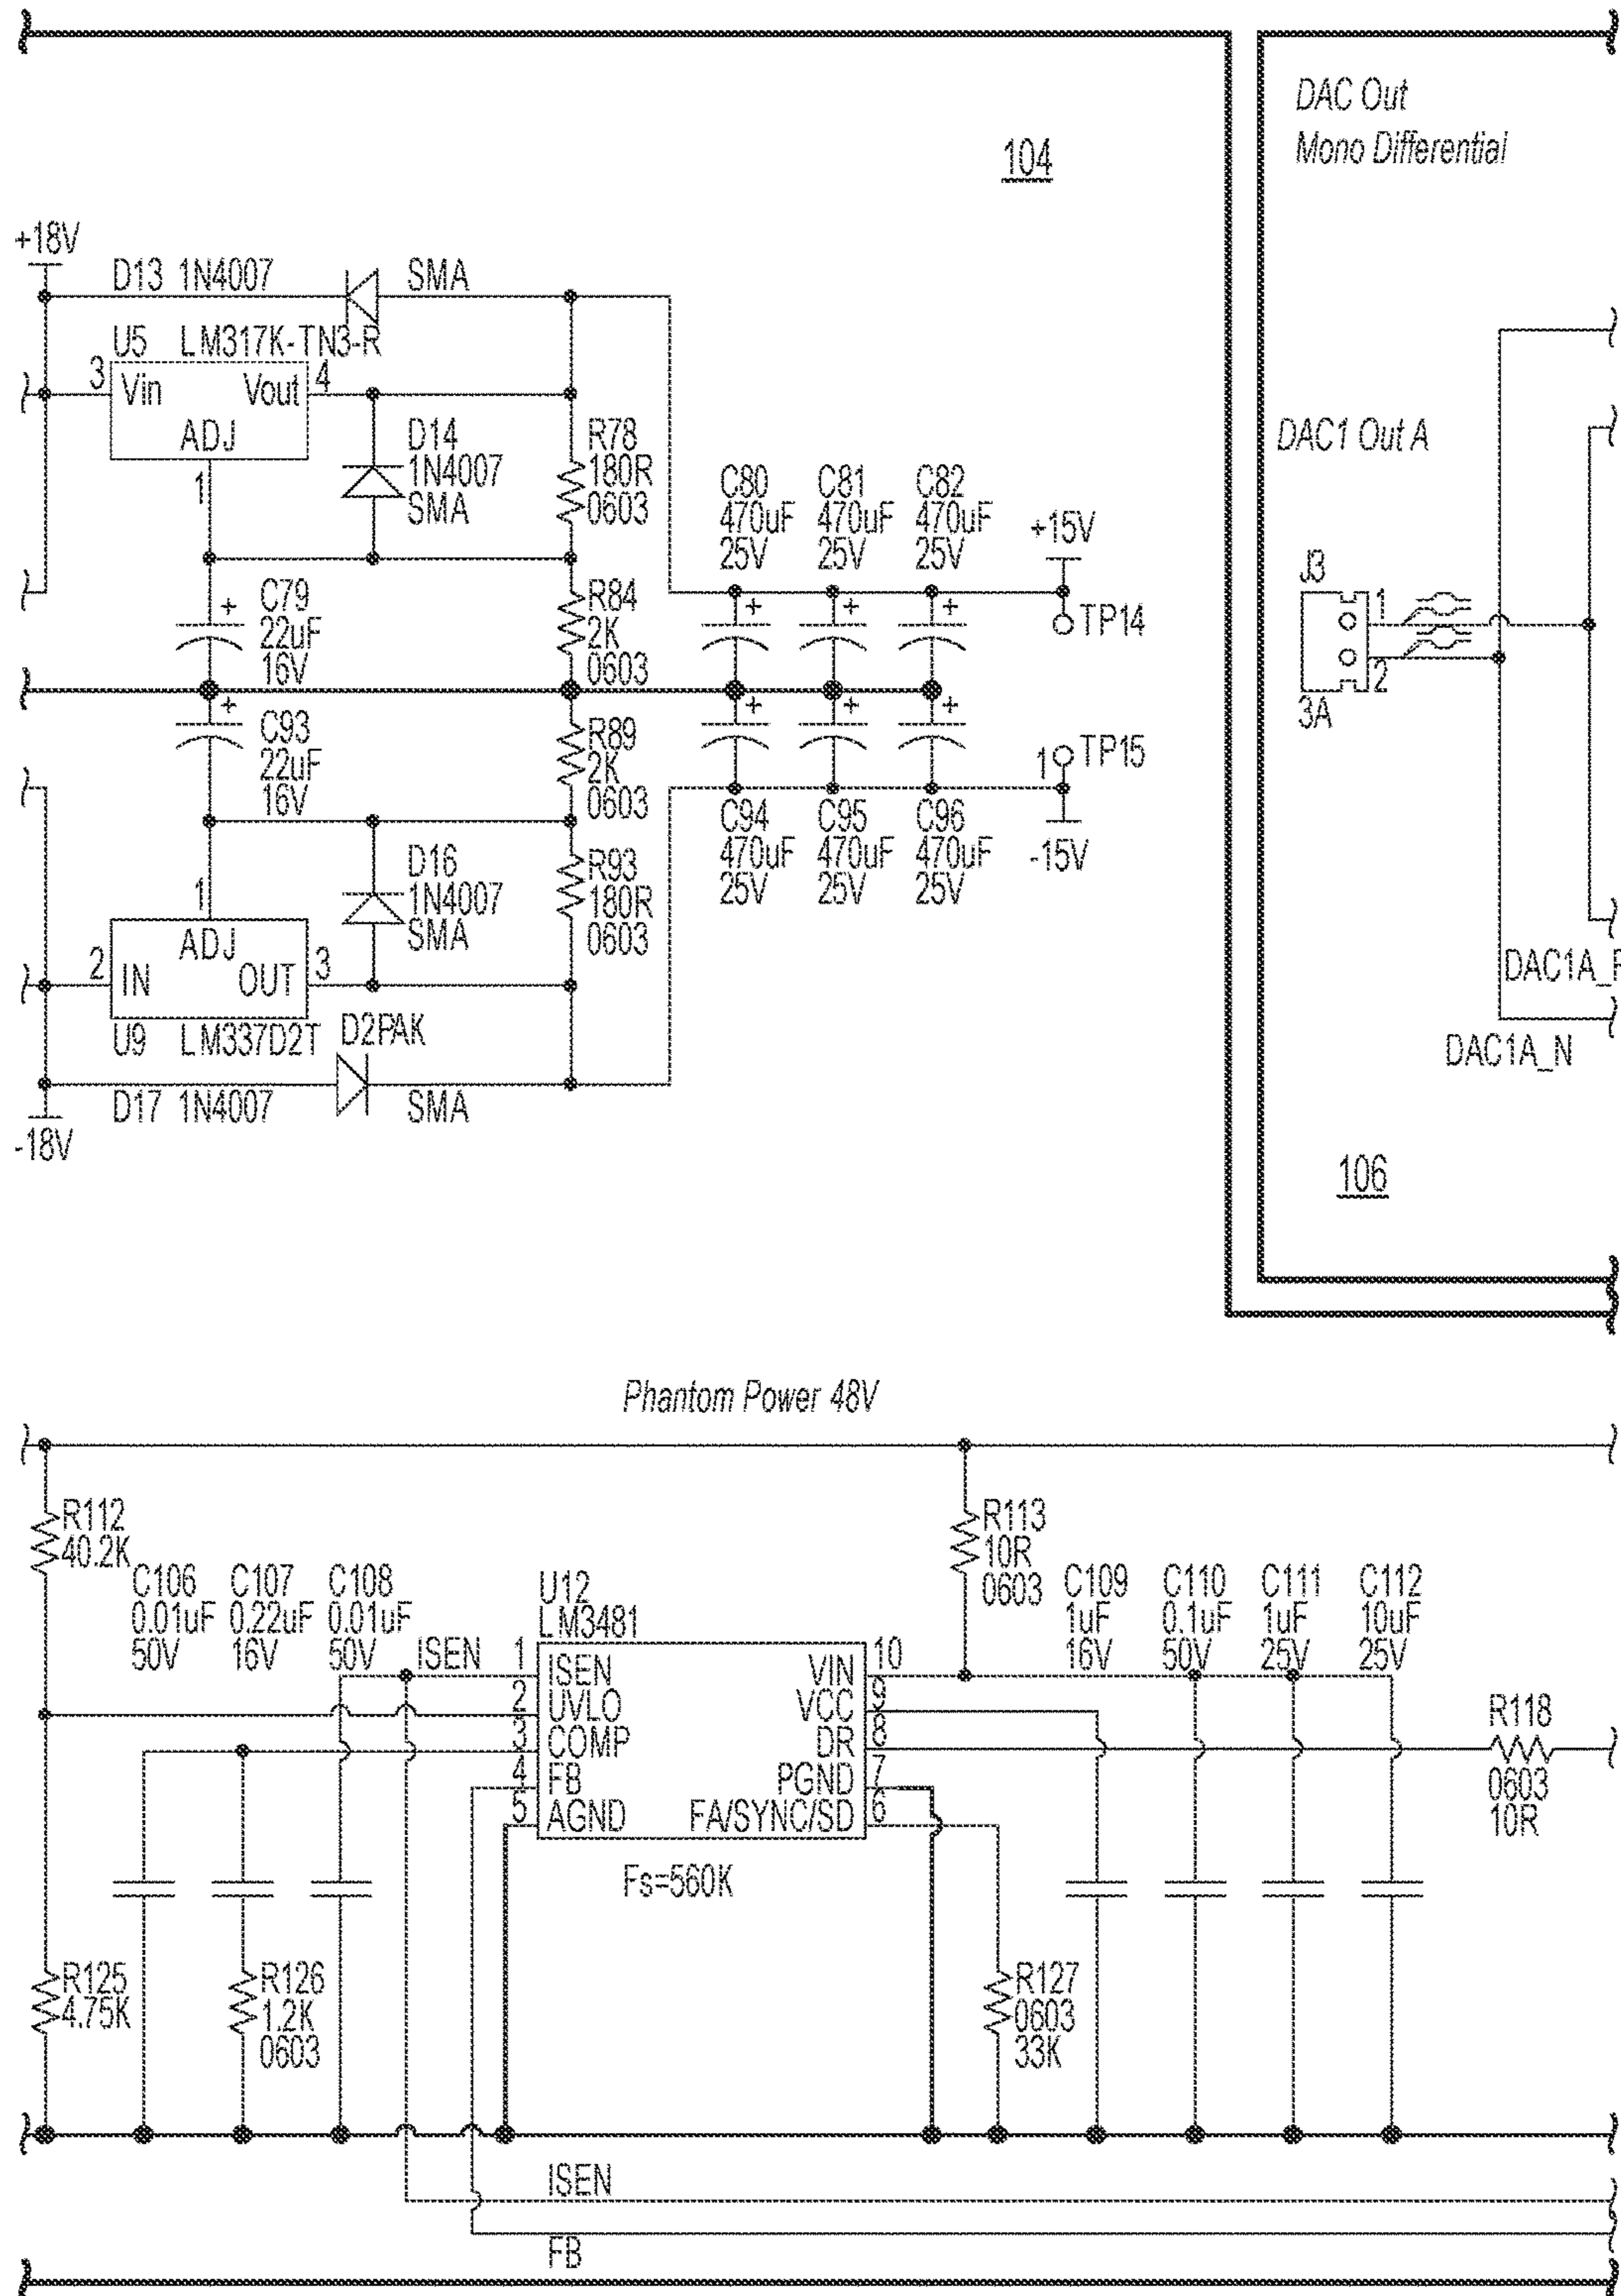 DAC Out
Mono Differential
104
+18V
D13 1N4007
SMA
U5 LM317K-TN3-R
3
Vin
Vout
4
ADJ
1
D14
1N4007
SMA
R78
180R
0603
C79
22uF
16V
R84
2K
0603
C80
470uF
25V
C81
470uF
25V
C82
470uF
25V
+15V
TP14
+
+
+
+
+
+
+
+
C93
22uF
16V
R89
2K
0603
1
TP15
-15V
C94
470uF
25V
C95
470uF
25V
C96
470uF
25V
D16
1N4007
SMA
R93
180R
0603
1
ADJ
2
IN
OUT
3
U9 LM337D2T
D2PAK
D17 1N4007
SMA
-18V
DAC1 Out A
J3
1
2
3A
DAC1A_P
DAC1A_N
106
Phantom Power 48V
R112
40.2K
C106
0.01uF
50V
C107
0.22uF
16V
C108
0.01uF
50V
ISEN
U12
LM3481
1
ISEN
2
UVLO
3
COMP
4
FB
5
AGND
VIN
10
VCC
9
DR
8
PGND
7
FA/SYNC/SD
6
Fs=560K
R113
10R
0603
C109
1uF
16V
C110
0.1uF
50V
C111
1uF
25V
C112
10uF
25V
R118
0603
10R
R125
4.75K
R126
1.2K
0603
R127
0603
33K
ISEN
FB